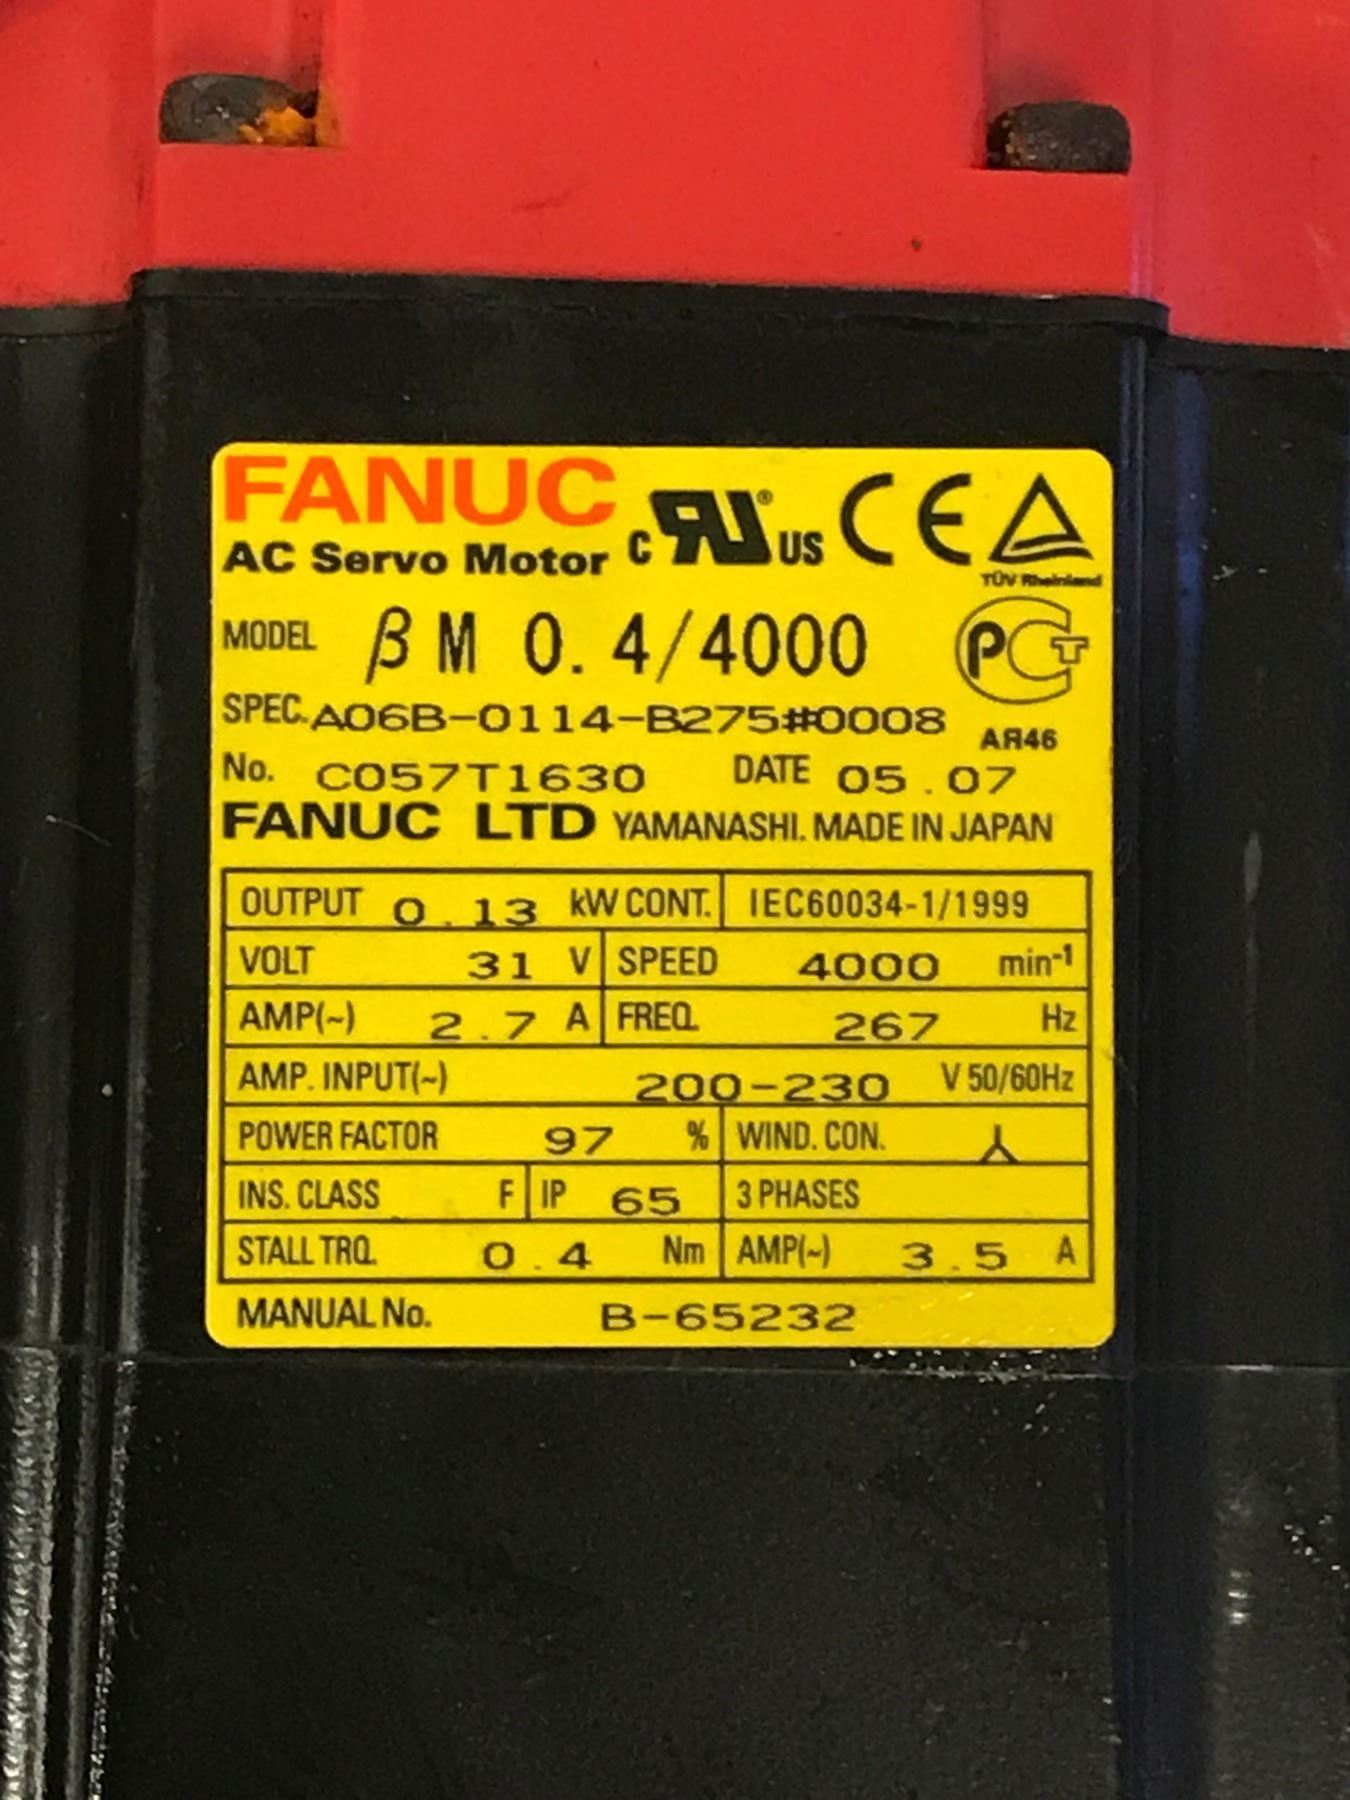 FANUC
AC Servo Motor
c RU® US CE
TÜV Rheinland
MODEL β M 0.4/4000
PCT
SPEC. A06B-0114-B275#0008
АЯ46
No. C057T1630 DATE 05.07
FANUC LTD YAMANASHI. MADE IN JAPAN
OUTPUT 0.13 kW CONT. IEC60034-1/1999
VOLT 31 V SPEED 4000 min-1
AMP(~) 2.7 A FREQ. 267 Hz
AMP. INPUT(~) 200-230 V 50/60Hz
POWER FACTOR 97 % WIND. CON. ⅄
INS. CLASS F IP 65 3 PHASES
STALL TRQ. 0.4 Nm AMP(~) 3.5 A
MANUAL No. B-65232